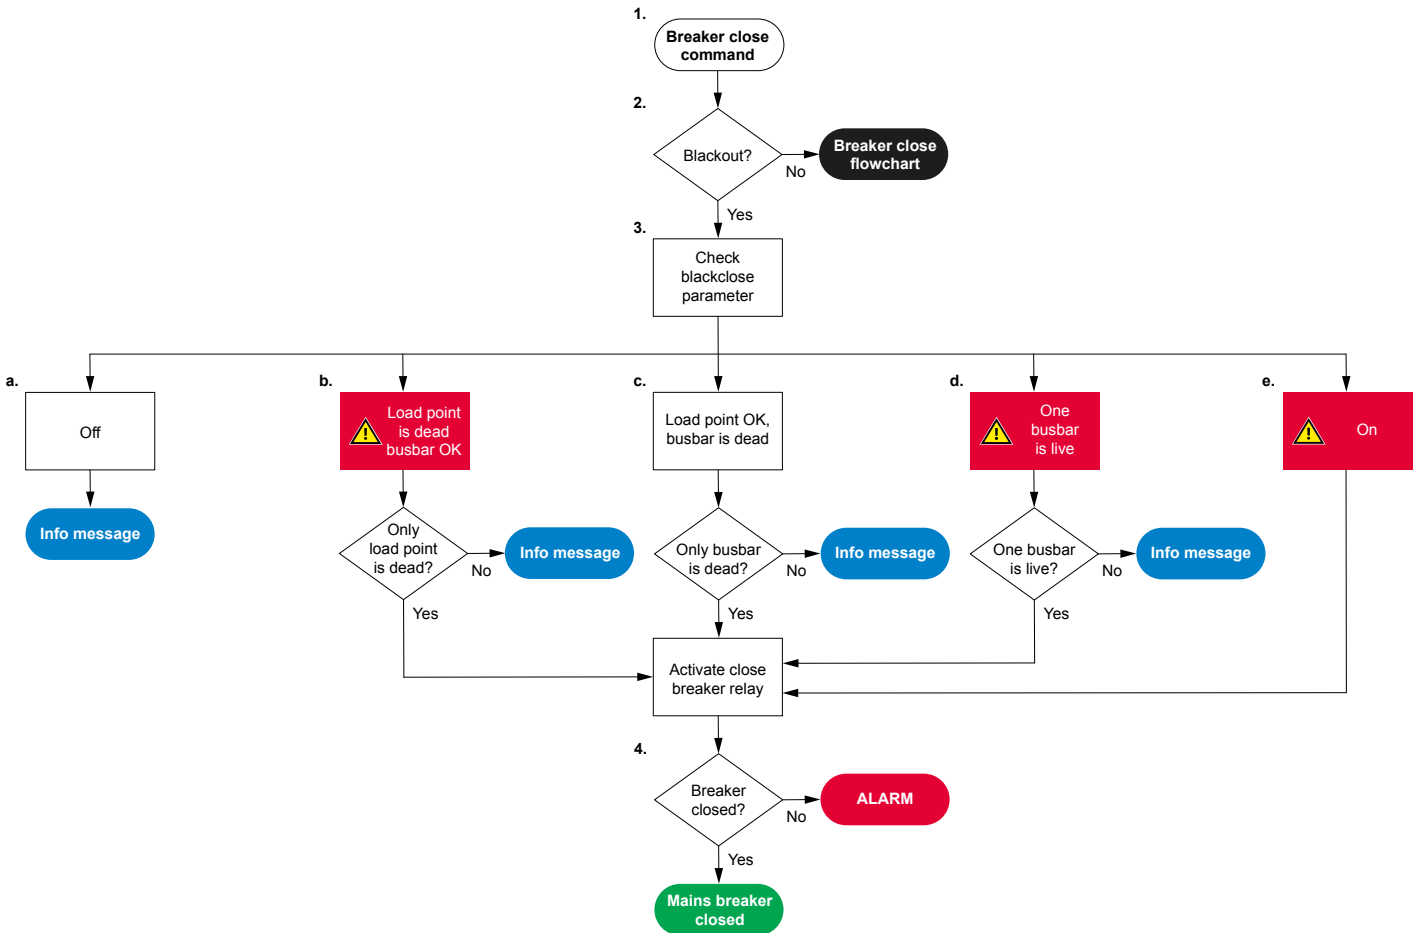 1.
Breaker close
command
2.
Blackout?
No
Breaker close
flowchart
Yes
3.
Check
blackclose
parameter
a.
Off
Info message
b.
Load point
is dead
busbar OK
Only
load point
is dead?
No
Info message
Yes
c.
Load point OK,
busbar is dead
Only busbar
is dead?
No
Info message
Yes
d.
One
busbar
is live
One busbar
is live?
No
Info message
Yes
e.
On
Activate close
breaker relay
4.
Breaker
closed?
No
ALARM
Yes
Mains breaker
closed